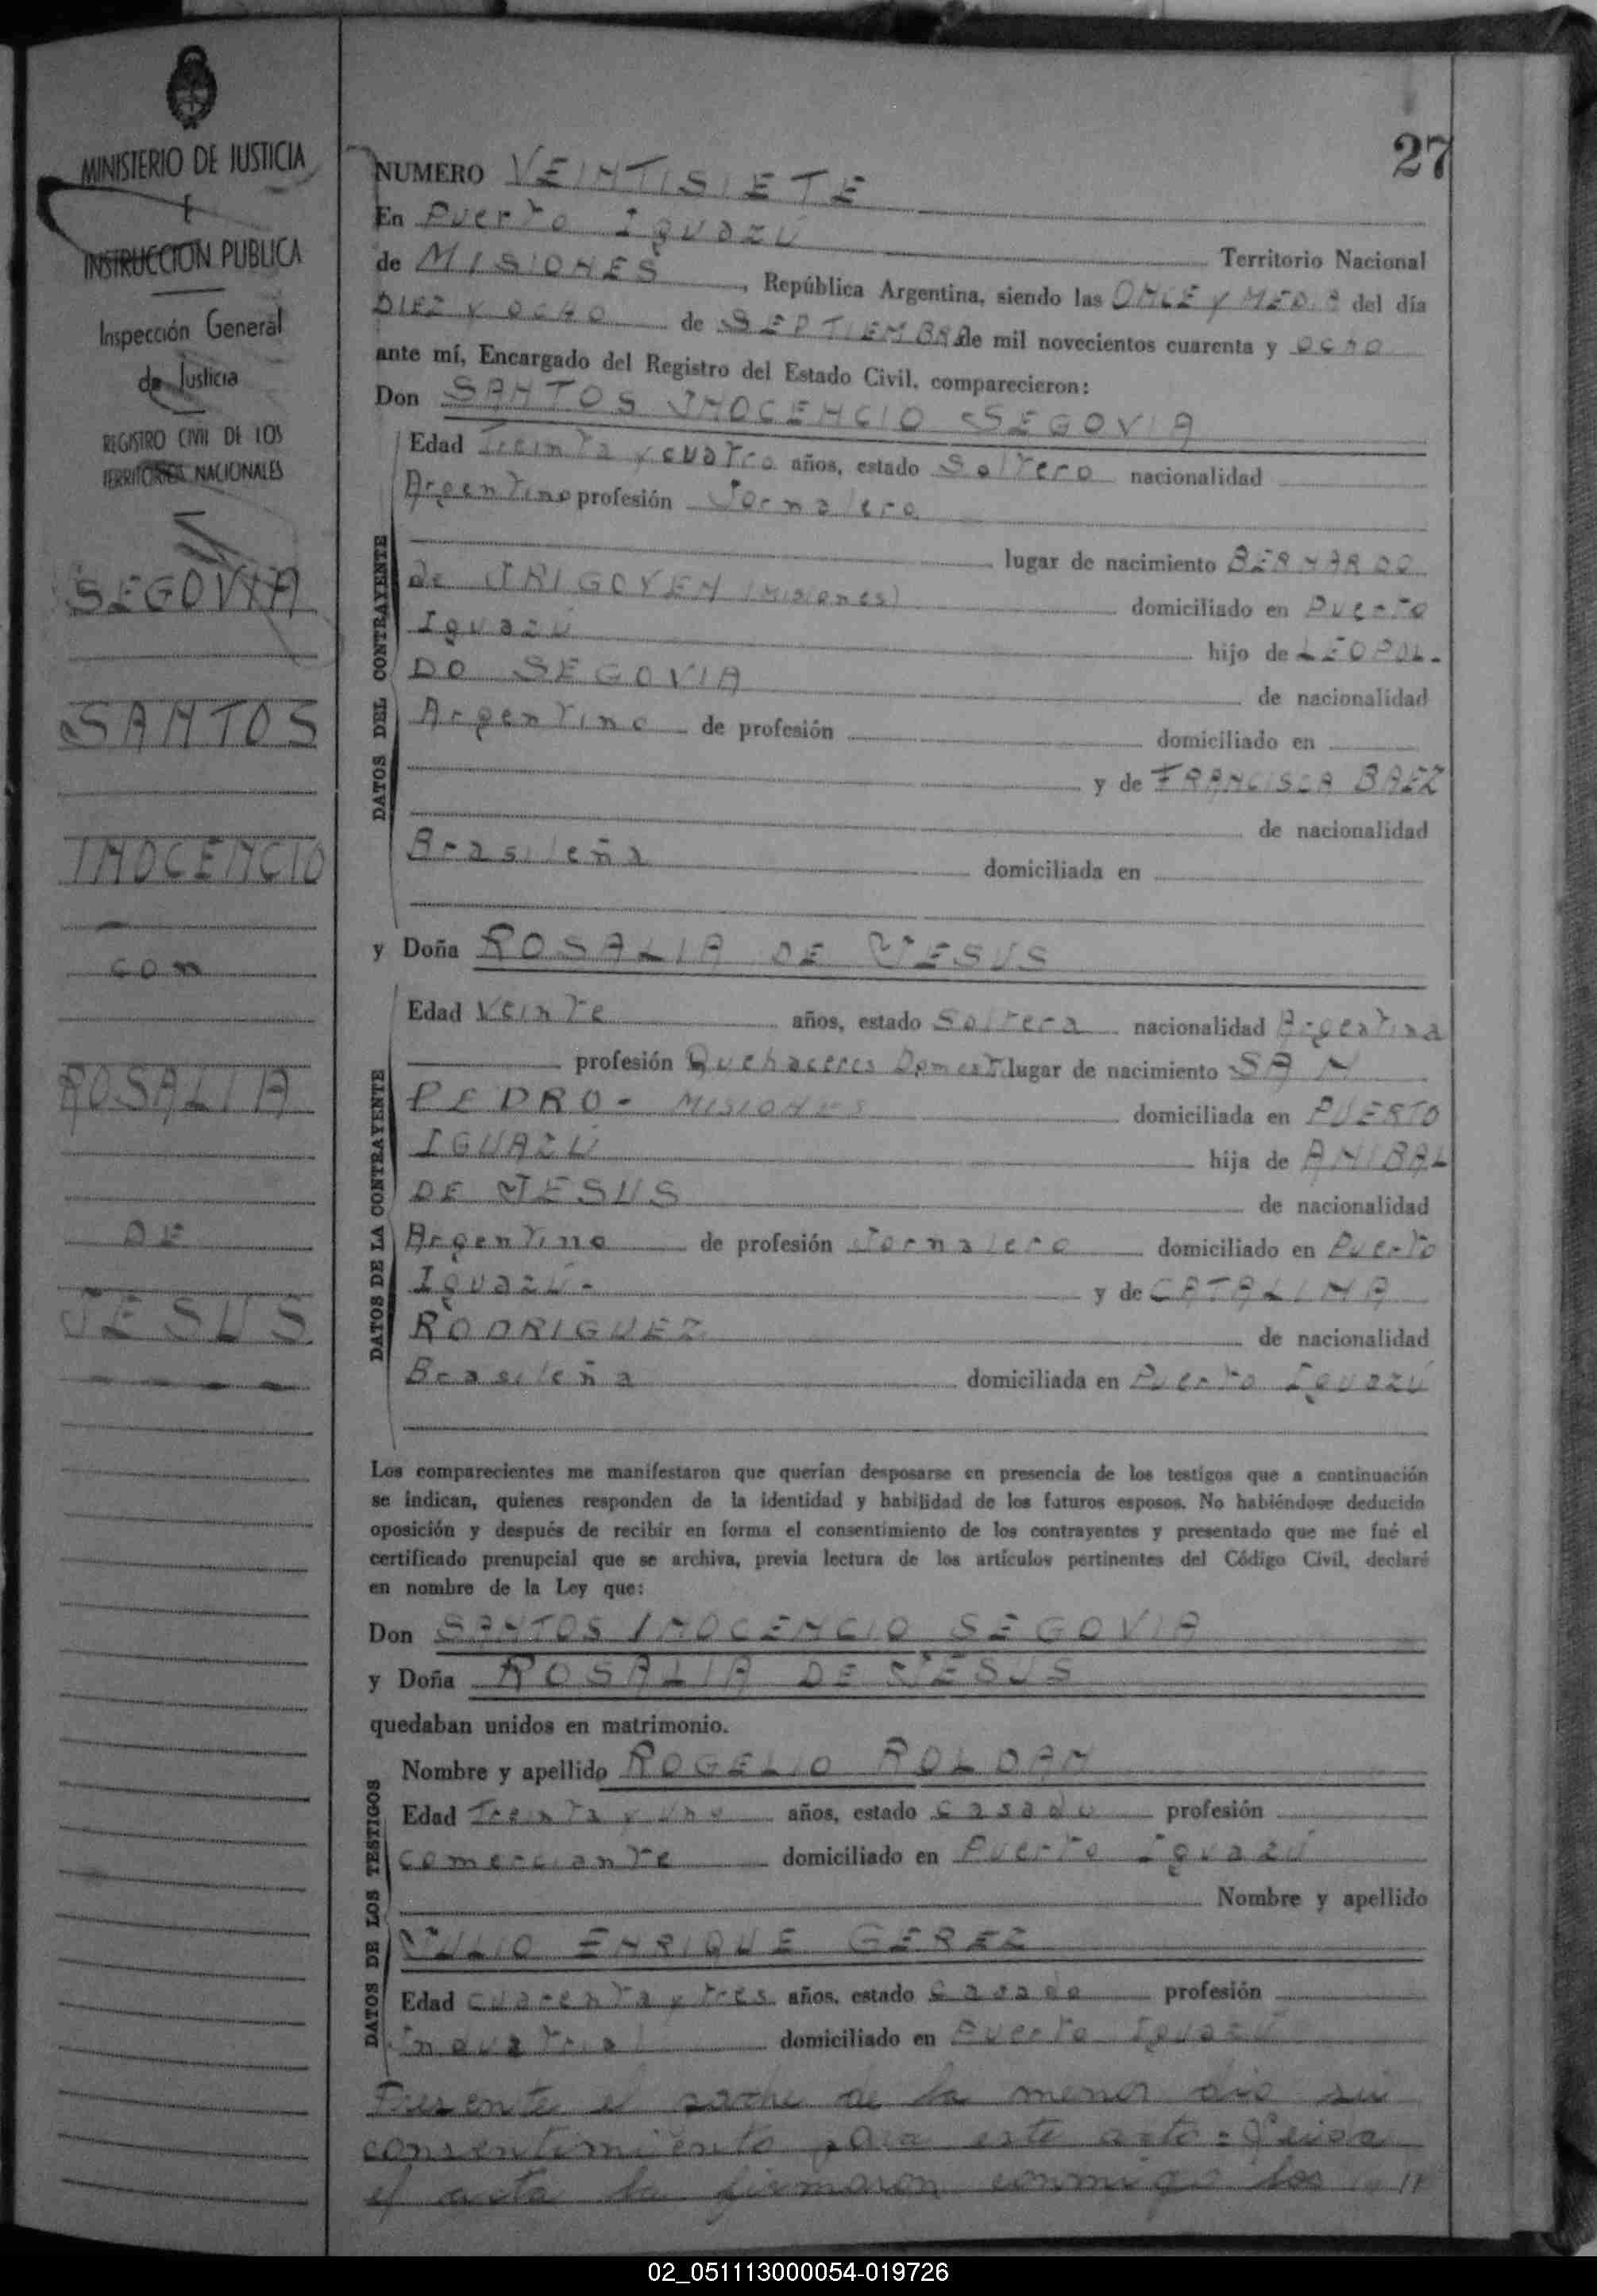 27
MINISTERIO DE JUSTICIA
E
INSTRUCCION PUBLICA
Inspección General
de Justicia
REGISTRO CIVIL DE LOS
TERRITORIOS NACIONALES
SEGOVIA
SANTOS
INOCENCIO
con
ROSALIA
DE
JESUS
NUMERO VEINTISIETE
En Puerto Iguazú Territorio Nacional
de MISIONES, República Argentina, siendo las ONCE y MEDIA del día
DIEZ Y OCHO de SEPTIEMBRE de mil novecientos cuarenta y OCHO
ante mí, Encargado del Registro del Estado Civil, comparecieron:
Don SANTOS INOCENCIO SEGOVIA
Edad Treinta y cuatro años, estado Soltero nacionalidad
Argentino profesión Jornalero
lugar de nacimiento BERNARDO
de IRIGOYEN (Misiones) domiciliado en Puerto
Iguazú hijo de LEOPOL-
DO SEGOVIA de nacionalidad
Argentino de profesión domiciliado en
y de FRANCISCA BAEZ
de nacionalidad
Brasileña domiciliada en
DATOS DEL CONTRAYENTE
y Doña ROSALIA DE JESUS
Edad Veinte años, estado Soltera nacionalidad Argentina
profesión Quehaceres Domest. lugar de nacimiento SAN
PEDRO - MISIONES domiciliada en PUERTO
IGUAZÚ hija de ANIBAL
DE JESUS de nacionalidad
Argentino de profesión Jornalero domiciliado en Puerto
Iguazú- y de CATALINA
RODRIGUEZ de nacionalidad
Brasileña domiciliada en Puerto Iguazú
DATOS DE LA CONTRAYENTE
Los comparecientes me manifestaron que querían desposarse en presencia de los testigos que a continuación
se indican, quienes responden de la identidad y habilidad de los futuros esposos. No habiéndose deducido
oposición y después de recibir en forma el consentimiento de los contrayentes y presentado que me fué el
certificado prenupcial que se archiva, previa lectura de los artículos pertinentes del Código Civil, declaré
en nombre de la Ley que:
Don SANTOS INOCENCIO SEGOVIA
y Doña ROSALIA DE JESUS
quedaban unidos en matrimonio.
Nombre y apellido ROGELIO ROLDAN
Edad Treinta y uno años, estado casado profesión
comerciante domiciliado en Puerto Iguazú
Nombre y apellido
JULIO ENRIQUE GEREZ
Edad cuarenta y tres años, estado casado profesión
industrial domiciliado en Puerto Iguazú
DATOS DE LOS TESTIGOS
Presente el padre de la menor dio su
consentimiento para este acto = Leida
el acta la firmaron conmigo los
02_051113000054-019726